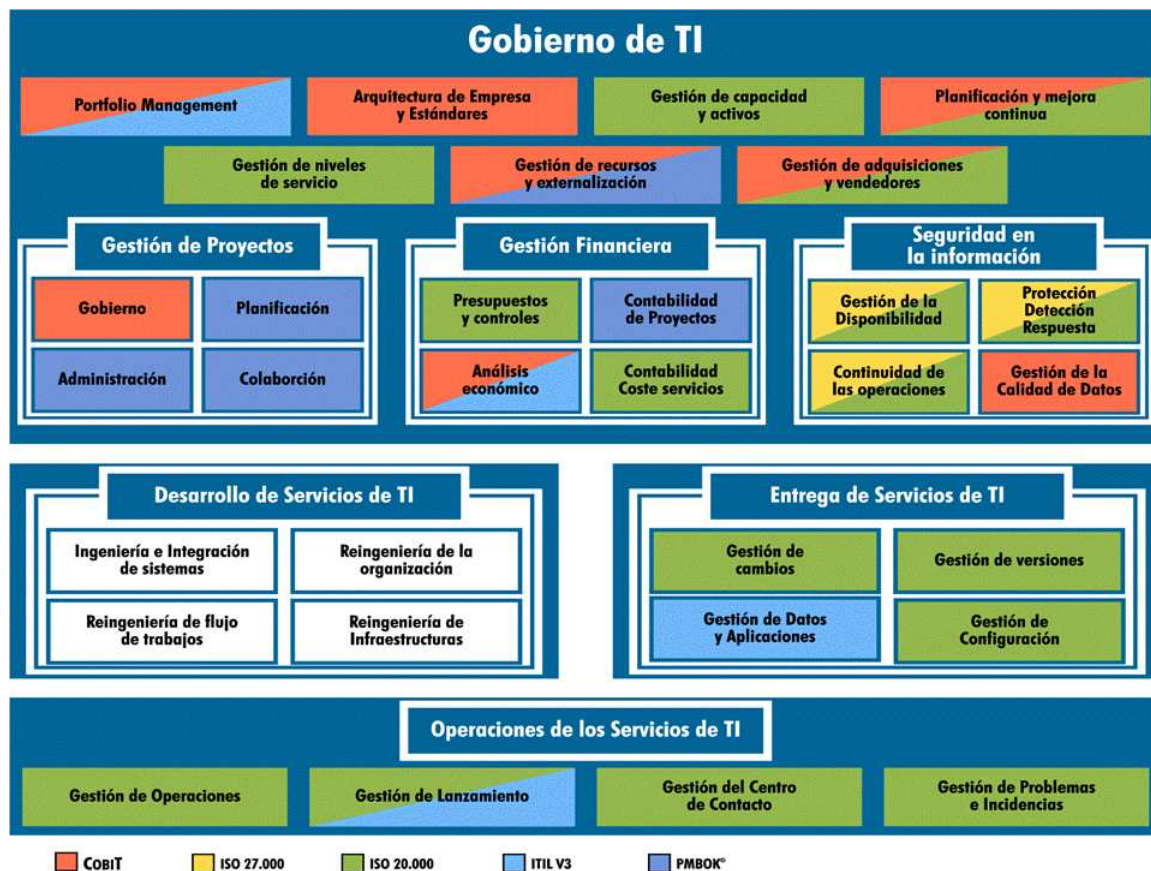 Gobierno de TI
Portfolio Management
Arquitectura de Empresa
y Estándares
Gestión de capacidad
y activos
Planificación y mejora
continua
Gestión de niveles
de servicio
Gestión de recursos
y externalización
Gestión de adquisiciones
y vendedores
Gestión de Proyectos
Gobierno
Planificación
Administración
Colaborción
Gestión Financiera
Presupuestos
y controles
Contabilidad
de Proyectos
Análisis
económico
Contabilidad
Coste servicios
Seguridad en
la información
Gestión de la
Disponibilidad
Protección
Detección
Respuesta
Continuidad de
las operaciones
Gestión de la
Calidad de Datos
Desarrollo de Servicios de TI
Ingeniería e Integración
de sistemas
Reingeniería de la
organización
Reingeniería de flujo
de trabajos
Reingeniería de
Infraestructuras
Entrega de Servicios de TI
Gestión de
cambios
Gestión de versiones
Gestión de Datos
y Aplicaciones
Gestión de
Configuración
Operaciones de los Servicios de TI
Gestión de Operaciones
Gestión de Lanzamiento
Gestión del Centro
de Contacto
Gestión de Problemas
e Incidencias
COBIT
ISO 27.000
ISO 20.000
ITIL V3
PMBOK®